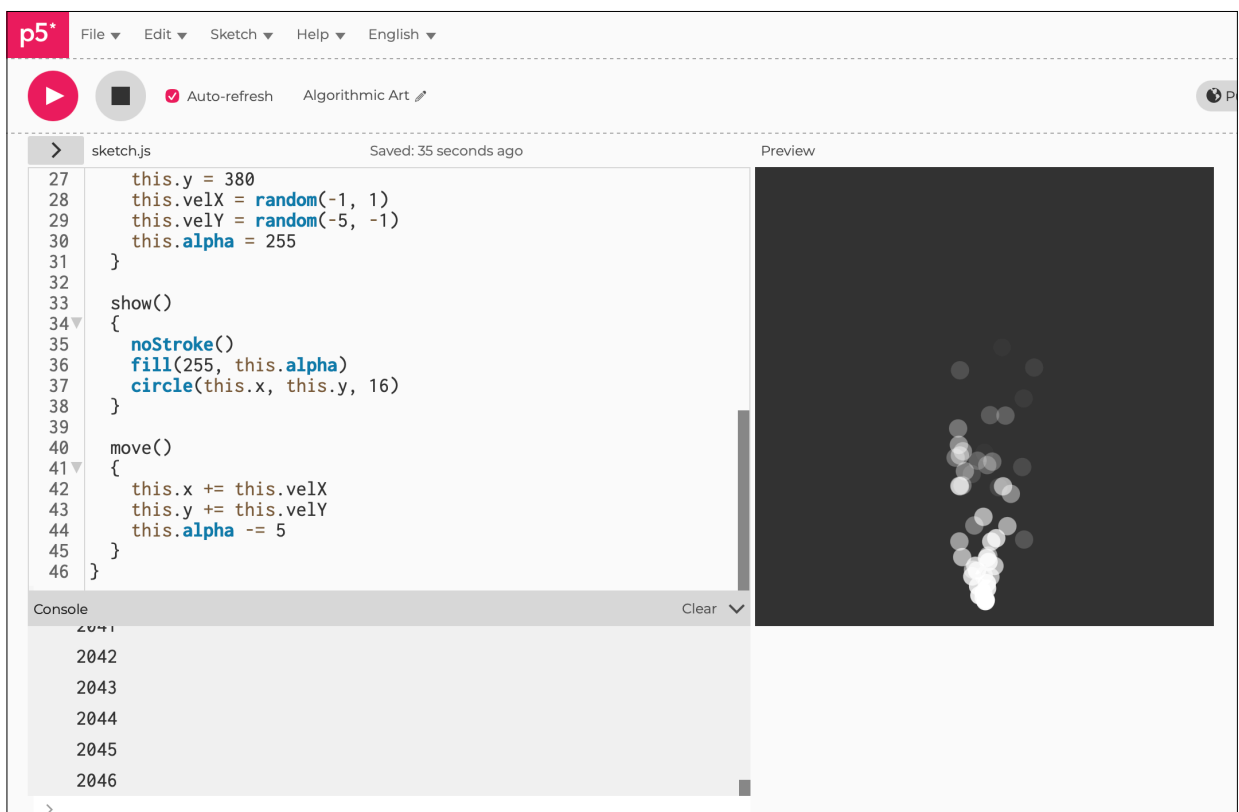 p5* File Edit Sketch Help English
Auto-refresh Algorithmic Art
sketch.js Saved: 35 seconds ago Preview
27 this.y = 380
28 this.velX = random(-1, 1)
29 this.velY = random(-5, -1)
30 this.alpha = 255
31 }
32
33 show()
34 {
35 noStroke()
36 fill(255, this.alpha)
37 circle(this.x, this.y, 16)
38 }
39
40 move()
41 {
42 this.x += this.velX
43 this.y += this.velY
44 this.alpha -= 5
45 }
46 }
Console Clear
2041
2042
2043
2044
2045
2046
>